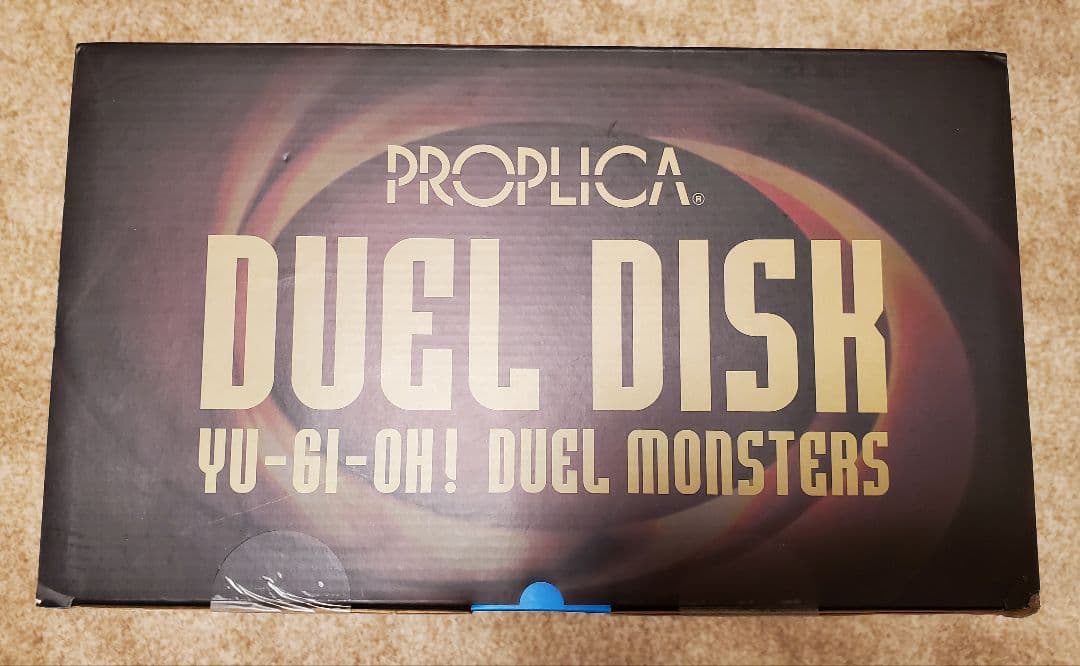 PROPLICA®
DUEL DISK
YU-GI-OH! DUEL MONSTERS